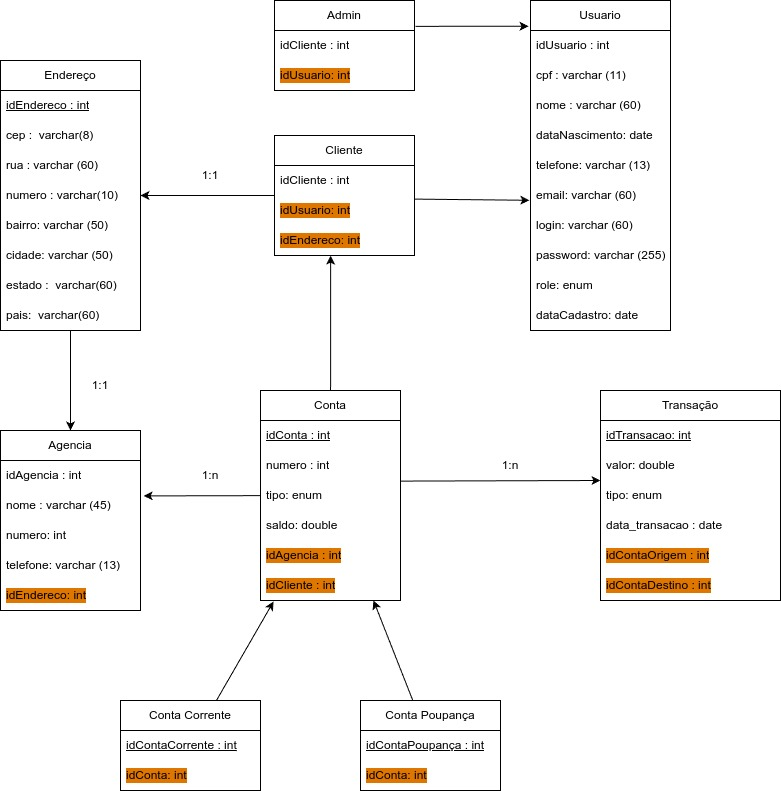 Admin
idCliente : int
idUsuario: int
Usuario
idUsuario : int
cpf : varchar (11)
nome : varchar (60)
dataNascimento: date
telefone: varchar (13)
email: varchar (60)
login: varchar (60)
password: varchar (255)
role: enum
dataCadastro: date
Endereço
idEndereco : int
cep :  varchar(8)
rua : varchar (60)
numero : varchar(10)
bairro: varchar (50)
cidade: varchar (50)
estado :  varchar(60)
pais:  varchar(60)
1:1
Cliente
idCliente : int
idUsuario: int
idEndereco: int
1:1
Agencia
idAgencia : int
nome : varchar (45)
numero: int
telefone: varchar (13)
idEndereco: int
1:n
Conta
idConta : int
numero : int
tipo: enum
saldo: double
idAgencia : int
idCliente : int
1:n
Transação
idTransacao: int
valor: double
tipo: enum
data_transacao : date
idContaOrigem : int
idContaDestino : int
Conta Corrente
idContaCorrente : int
idConta: int
Conta Poupança
idContaPoupança : int
idConta: int